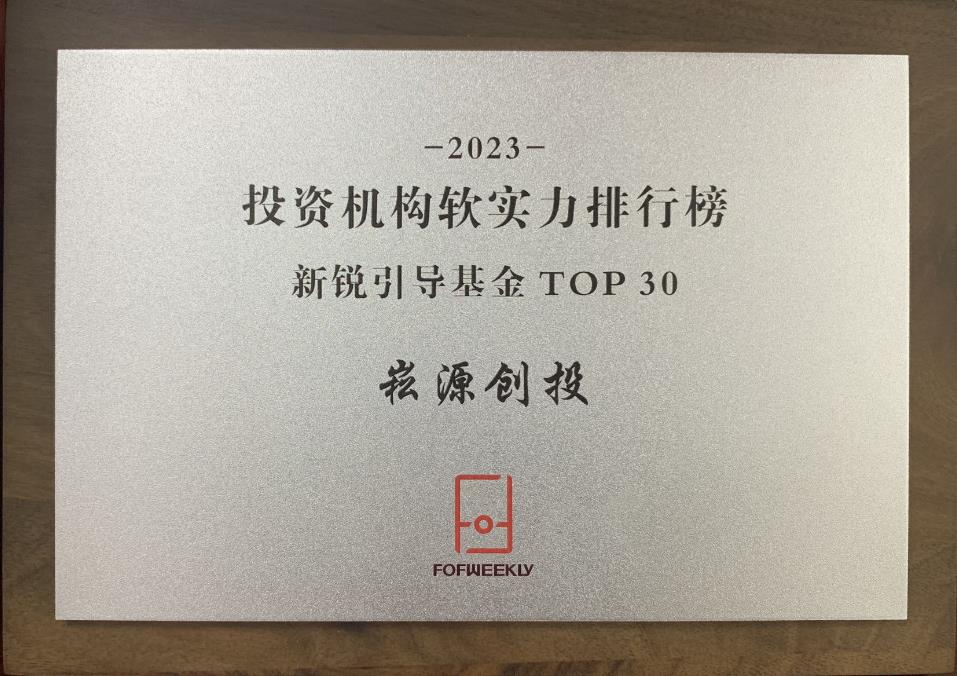 -2023-
投资机构软实力排行榜
新锐引导基金 TOP 30
崧源创投
FOFWEEKLY